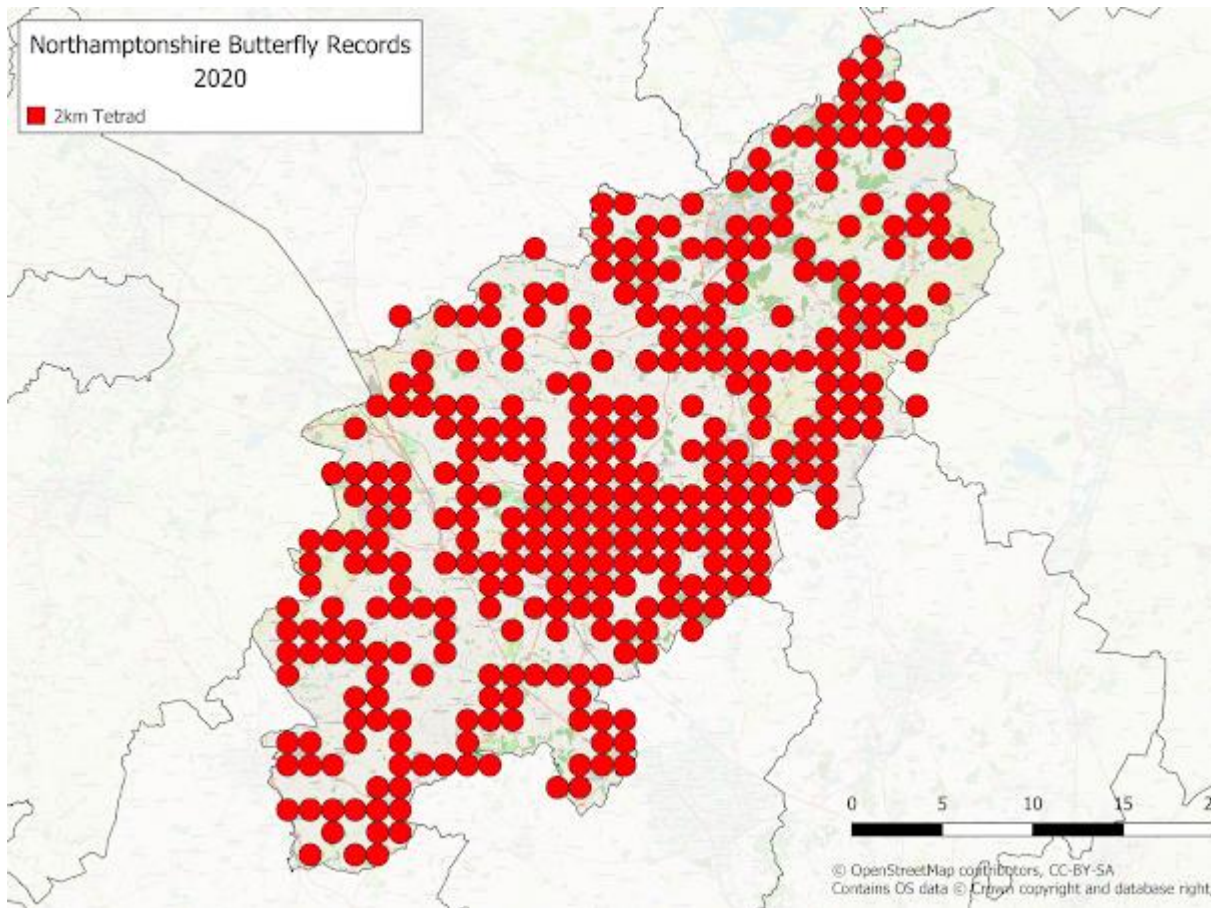 Northamptonshire Butterfly Records
2020
2km Tetrad
0 5 10 15 2
© OpenStreetMap contributors, CC-BY-SA
Contains OS data © Crown copyright and database right